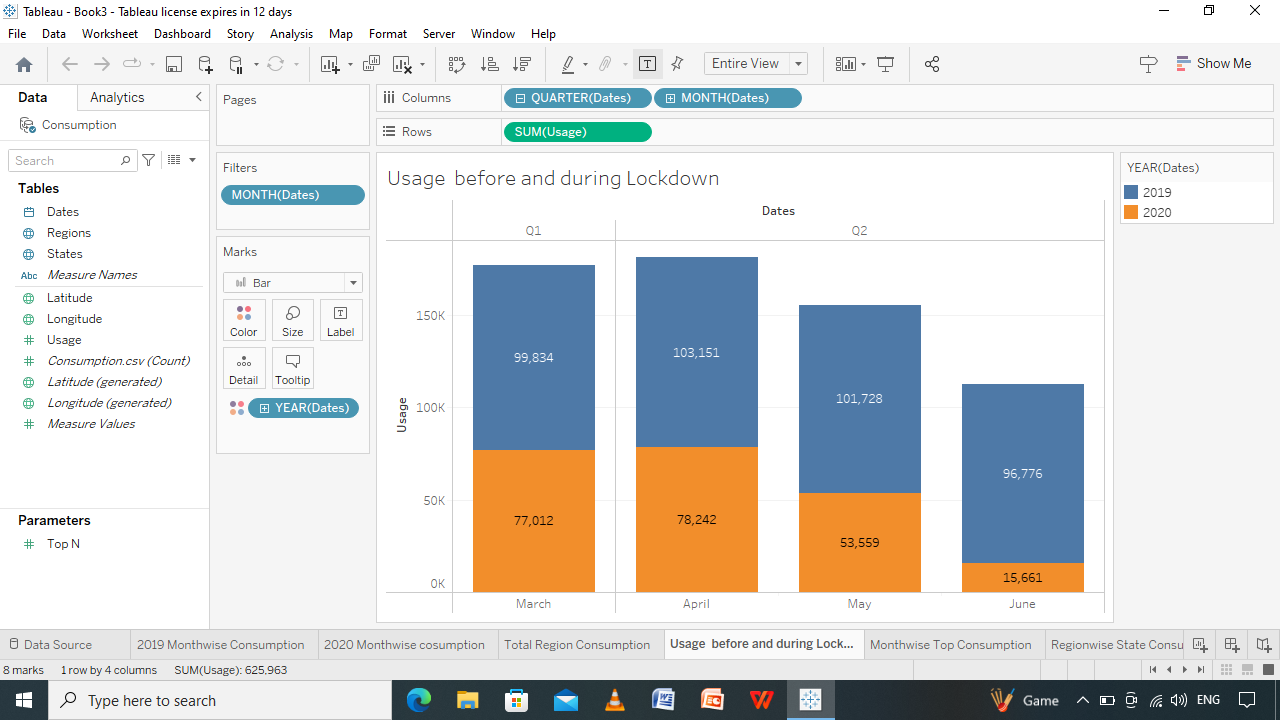 Tableau - Book3 - Tableau license expires in 12 days
File Data Worksheet Dashboard Story Analysis Map Format Server Window Help
Entire View
Show Me
Data Analytics
Consumption
Search
Tables
Dates
Regions
States
Abc Measure Names
Latitude
Longitude
Usage
Consumption.csv (Count)
Latitude (generated)
Longitude (generated)
Measure Values
Parameters
Top N
Pages
Filters
MONTH(Dates)
Marks
Bar
Color Size Label
Detail Tooltip
YEAR(Dates)
Columns QUARTER(Dates) MONTH(Dates)
Rows SUM(Usage)
Usage  before and during Lockdown
Dates
Q1 Q2
Usage
150K
100K
50K
0K
99,834 103,151 101,728 96,776
77,012 78,242 53,559 15,661
March April May June
YEAR(Dates)
2019
2020
Data Source 2019 Monthwise Consumption 2020 Monthwise cosumption Total Region Consumption Usage  before and during Lock... Monthwise Top Consumption Regionwise State Consu
8 marks 1 row by 4 columns SUM(Usage): 625,963
Type here to search
Game ENG